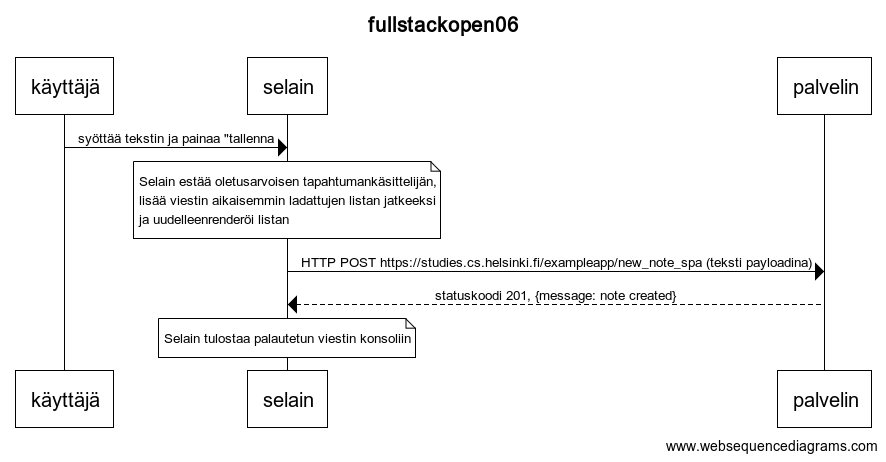 fullstackopen06
käyttäjä
selain
palvelin
syöttää tekstin ja painaa "tallenna
Selain estää oletusarvoisen tapahtumankäsittelijän,
lisää viestin aikaisemmin ladattujen listan jatkeeksi
ja uudelleenrenderöi listan
HTTP POST https://studies.cs.helsinki.fi/exampleapp/new_note_spa (teksti payloadina)
statuskoodi 201, {message: note created}
Selain tulostaa palautetun viestin konsoliin
käyttäjä
selain
palvelin
www.websequencediagrams.com